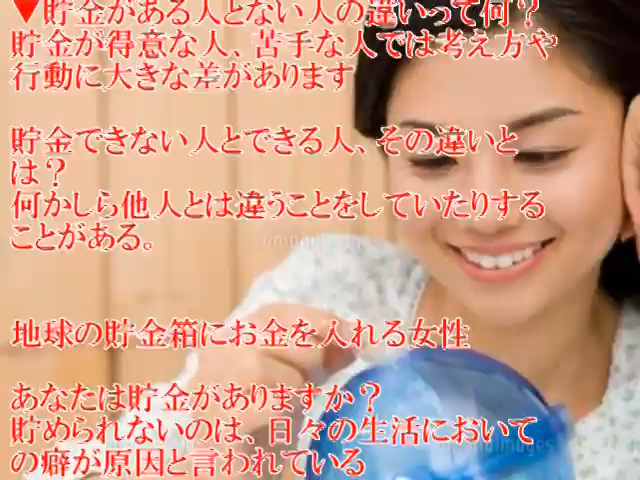 ♥貯金がある人とない人の違いって何？
貯金が得意な人、苦手な人では考え方や
行動に大きな差があります
貯金できない人とできる人、その違いと
は？
何かしら他人とは違うことをしていたりする
ことがある。
地球の貯金箱にお金を入れる女性
あなたは貯金がありますか？
貯められないのは、日々の生活において
の癖が原因と言われている